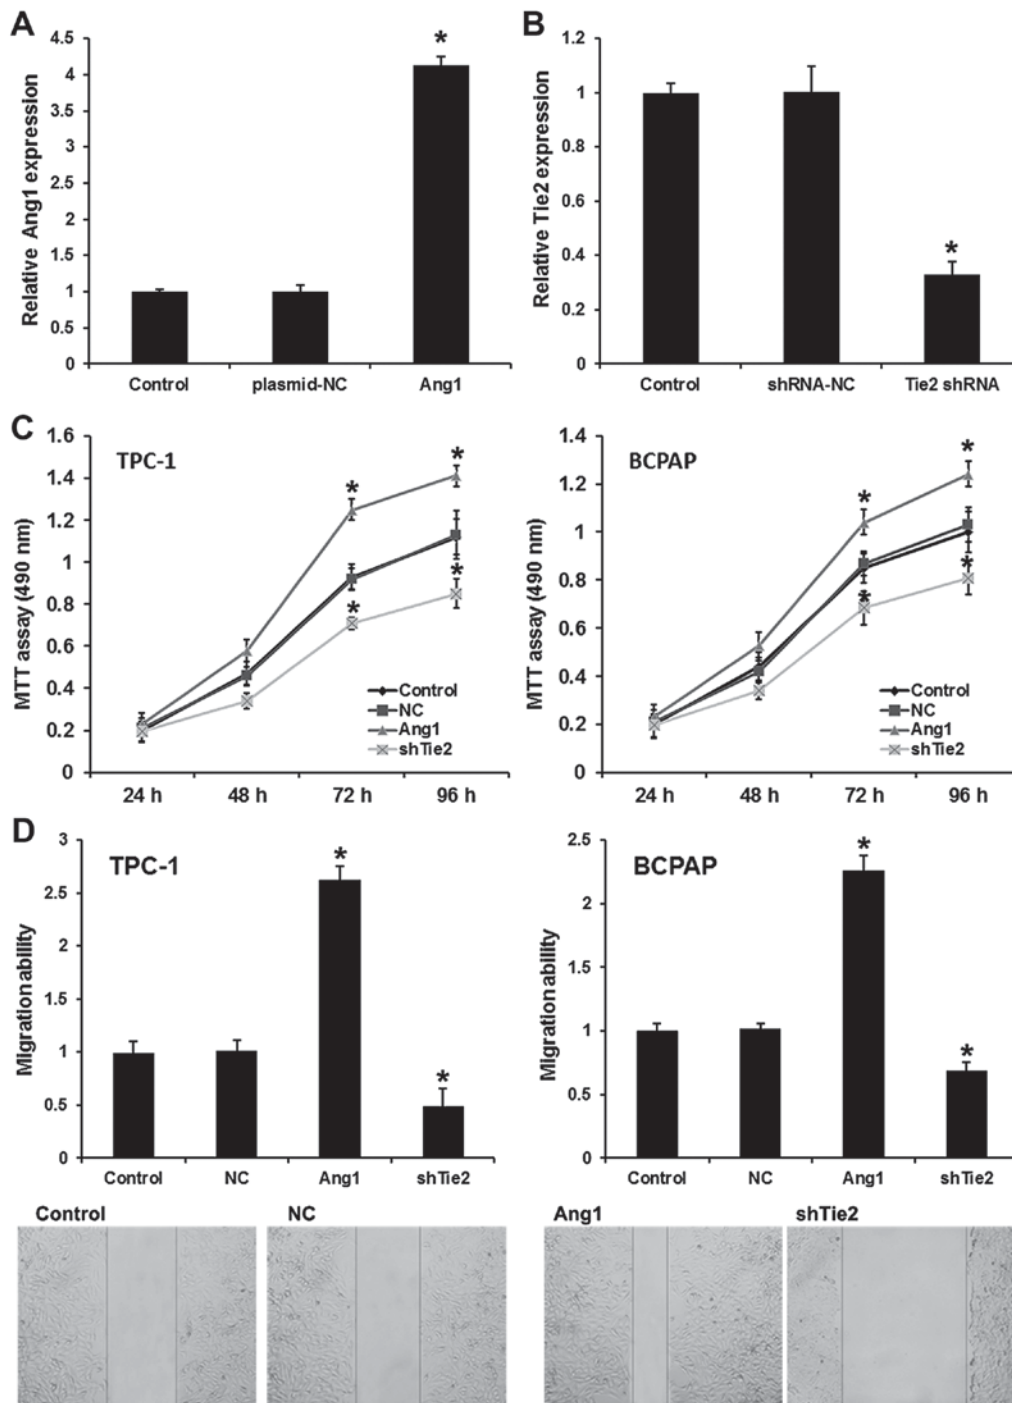 A
B
Relative Ang1 expression
4.5
*
4
3.5
3
2.5
2
1.5
1
0.5
0
Control
plasmid-NC
Ang1
Relative Tie2 expression
1.2
1
0.8
0.6
0.4
0.2
0
*
Control
shRNA-NC
Tie2 shRNA
C
MTT assay (490 nm)
1.6
1.4
1.2
1
0.8
0.6
0.4
0.2
0
TPC-1
*
*
*
*
Control
NC
Ang1
shTie2
24 h
48 h
72 h
96 h
MTT assay (490 nm)
1.4
1.2
1
0.8
0.6
0.4
0.2
0
BCPAP
*
*
*
*
Control
NC
Ang1
shTie2
24 h
48 h
72 h
96 h
D
Migrationability
3
2.5
2
1.5
1
0.5
0
TPC-1
*
*
Control
NC
Ang1
shTie2
Migrationability
2.5
2
1.5
1
0.5
0
BCPAP
*
*
Control
NC
Ang1
shTie2
Control
NC
Ang1
shTie2